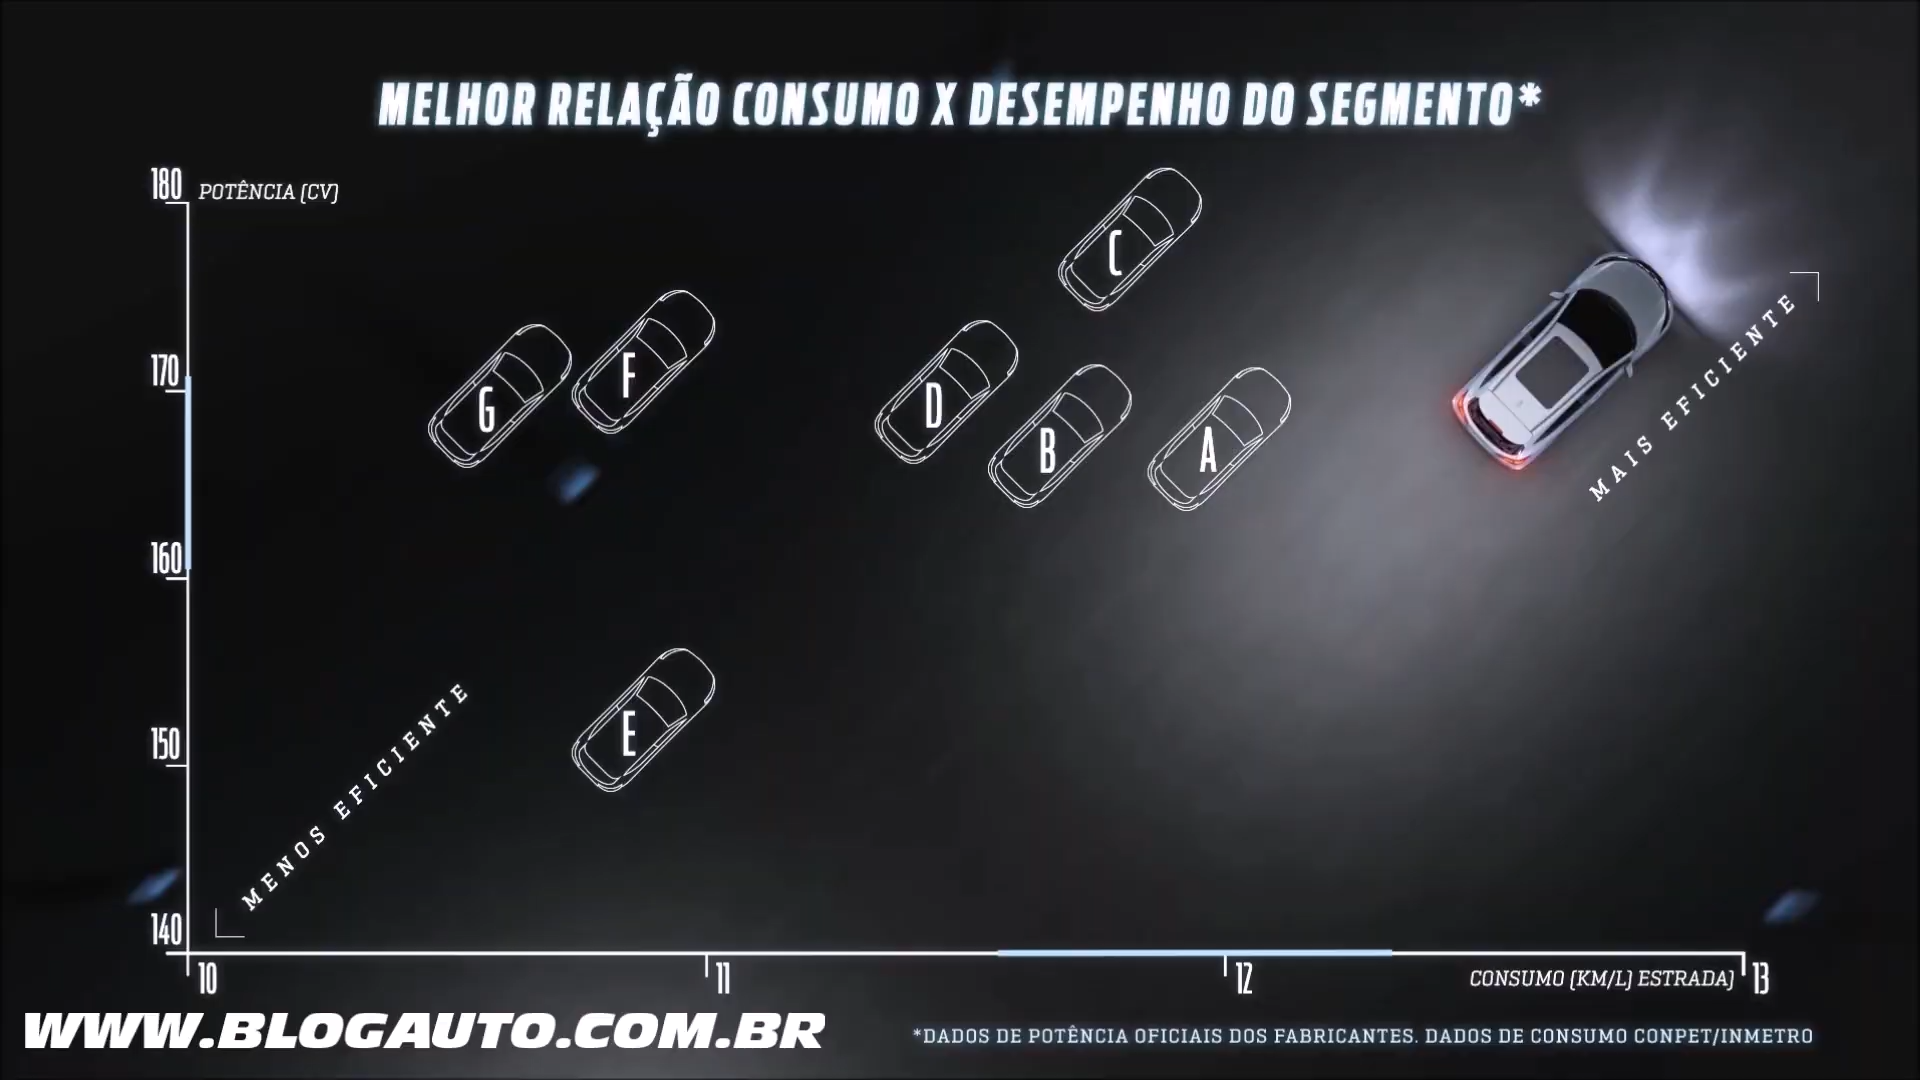 MELHOR RELAÇÃO CONSUMO X DESEMPENHO DO SEGMENTO*
180
POTÊNCIA (CV)
C
170
G
F
D
B
A
MAIS EFICIENTE
160
150
E
MENOS EFICIENTE
140
10
11
12
CONSUMO (KM/L) ESTRADA)
13
WWW.BLOGAUTO.COM.BR
*DADOS DE POTÊNCIA OFICIAIS DOS FABRICANTES. DADOS DE CONSUMO CONPET/INMETRO